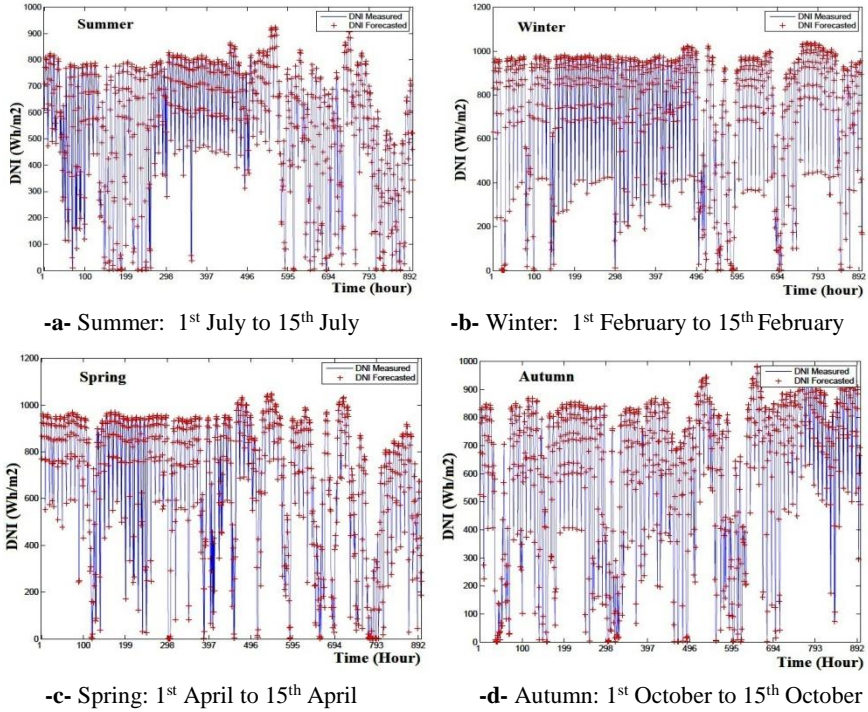 Summer
DNI Measured
DNI Forecasted
DNI (Wh/m2)
1000
900
800
700
600
500
400
300
200
100
0
1 100 199 298 397 496 595 694 793 892
Time (hour)
-a- Summer: 1st July to 15th July
Winter
DNI Measured
DNI Forecasted
DNI (Wh/m2)
1200
1000
800
600
400
200
0
1 100 199 298 397 496 595 694 793 892
Time (hour)
-b- Winter: 1st February to 15th February
Spring
DNI Measured
DNI Forecasted
DNI (Wh/m2)
1200
1000
800
600
400
200
0
1 100 199 298 397 496 595 694 793 892
Time (Hour)
-c- Spring: 1st April to 15th April
Autumn
DNI Measured
DNI Forecasted
DNI (Wh/m2)
1000
900
800
700
600
500
400
300
200
100
0
1 100 199 298 397 496 595 694 793 892
Time (Hour)
-d- Autumn: 1st October to 15th October